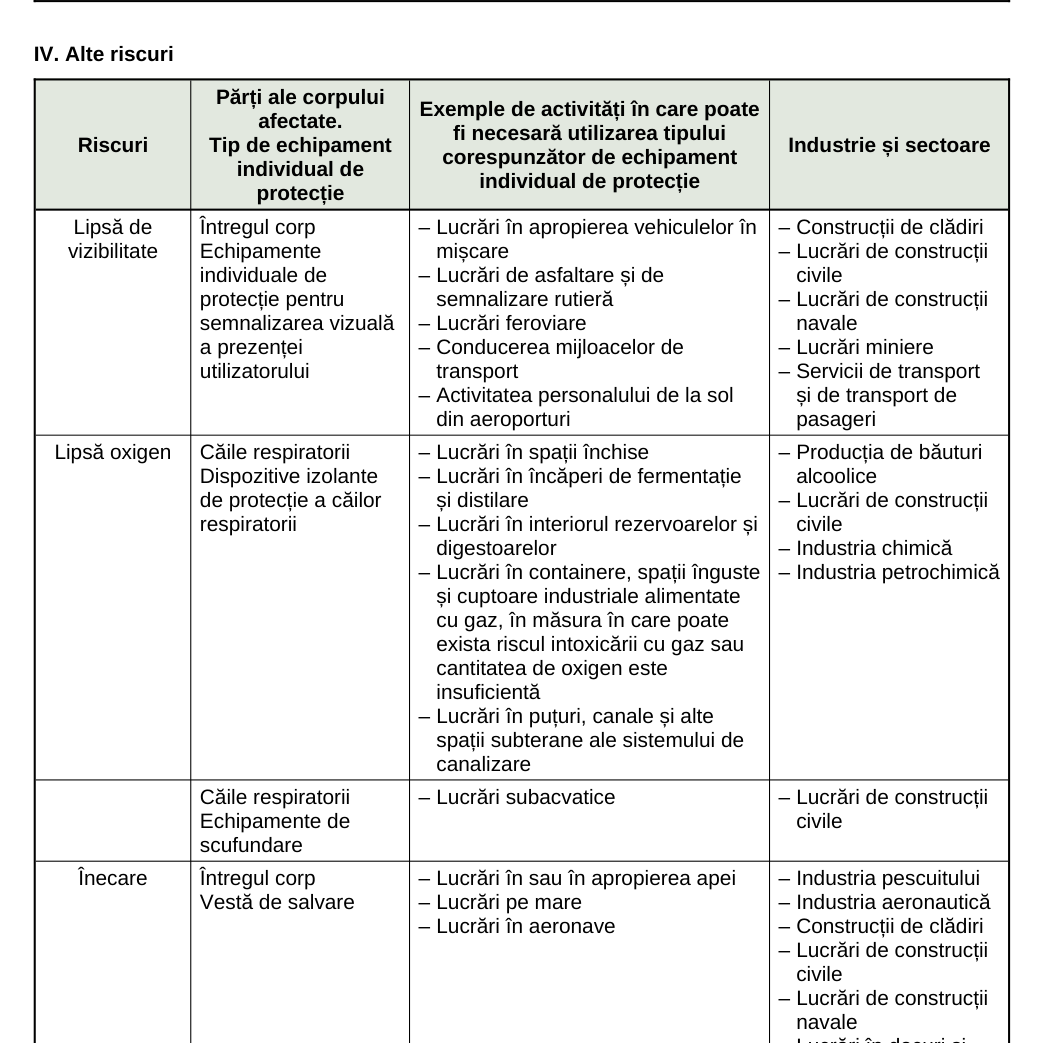 IV. Alte riscuri
Riscuri
Părți ale corpului
afectate.
Tip de echipament
individual de
protecție
Exemple de activități în care poate
fi necesară utilizarea tipului
corespunzător de echipament
individual de protecție
Industrie și sectoare
Lipsă de
vizibilitate
Întregul corp
Echipamente
individuale de
protecție pentru
semnalizarea vizuală
a prezenței
utilizatorului
– Lucrări în apropierea vehiculelor în
mișcare
– Lucrări de asfaltare și de
semnalizare rutieră
– Lucrări feroviare
– Conducerea mijloacelor de
transport
– Activitatea personalului de la sol
din aeroporturi
– Construcții de clădiri
– Lucrări de construcții
civile
– Lucrări de construcții
navale
– Lucrări miniere
– Servicii de transport
și de transport de
pasageri
Lipsă oxigen
Căile respiratorii
Dispozitive izolante
de protecție a căilor
respiratorii
– Lucrări în spații închise
– Lucrări în încăperi de fermentație
și distilare
– Lucrări în interiorul rezervoarelor și
digestoarelor
– Lucrări în containere, spații înguste
și cuptoare industriale alimentate
cu gaz, în măsura în care poate
exista riscul intoxicării cu gaz sau
cantitatea de oxigen este
insuficientă
– Lucrări în puțuri, canale și alte
spații subterane ale sistemului de
canalizare
– Producția de băuturi
alcoolice
– Lucrări de construcții
civile
– Industria chimică
– Industria petrochimică
Căile respiratorii
Echipamente de
scufundare
– Lucrări subacvatice
– Lucrări de construcții
civile
Înecare
Întregul corp
Vestă de salvare
– Lucrări în sau în apropierea apei
– Lucrări pe mare
– Lucrări în aeronave
– Industria pescuitului
– Industria aeronautică
– Construcții de clădiri
– Lucrări de construcții
civile
– Lucrări de construcții
navale